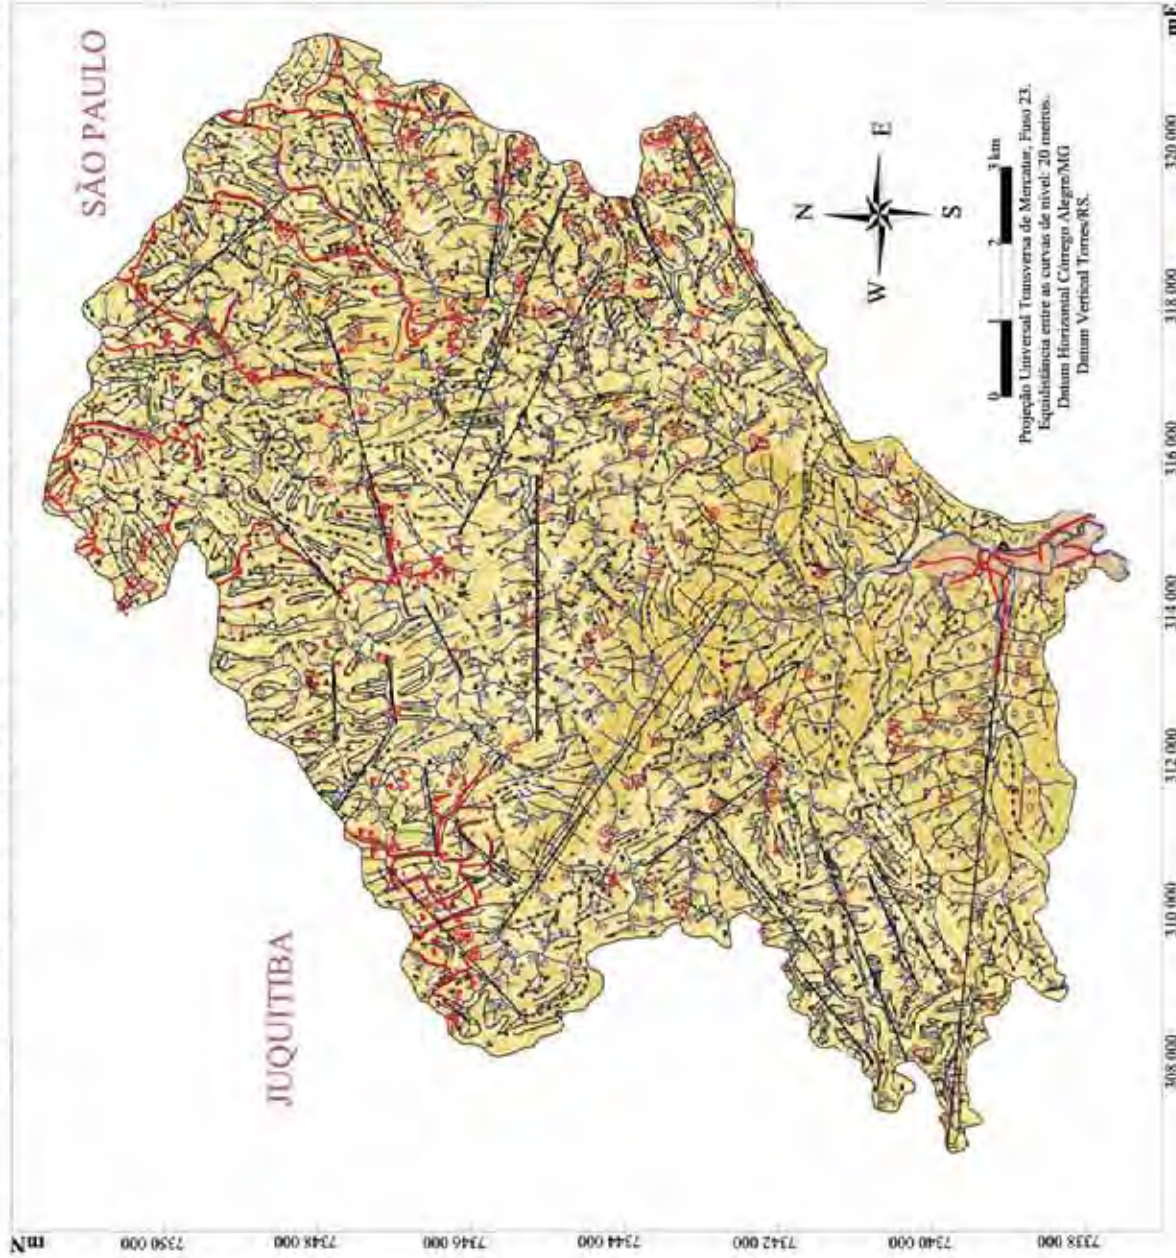 SÃO PAULO
JUQUITIBA
N
W
E
S
0 1 2 3 km
Projeção Universal Transversa de Mercator, Fuso 23.
Equidistância entre as curvas de nível: 20 metros.
Datum Horizontal Córrego Alegre/MG
Datum Vertical Torres/RS.
mN
7350 000
7348 000
7346 000
7344 000
7342 000
7340 000
7338 000
308 000
310 000
312 000
314 000
316 000
318 000
320 000
mE